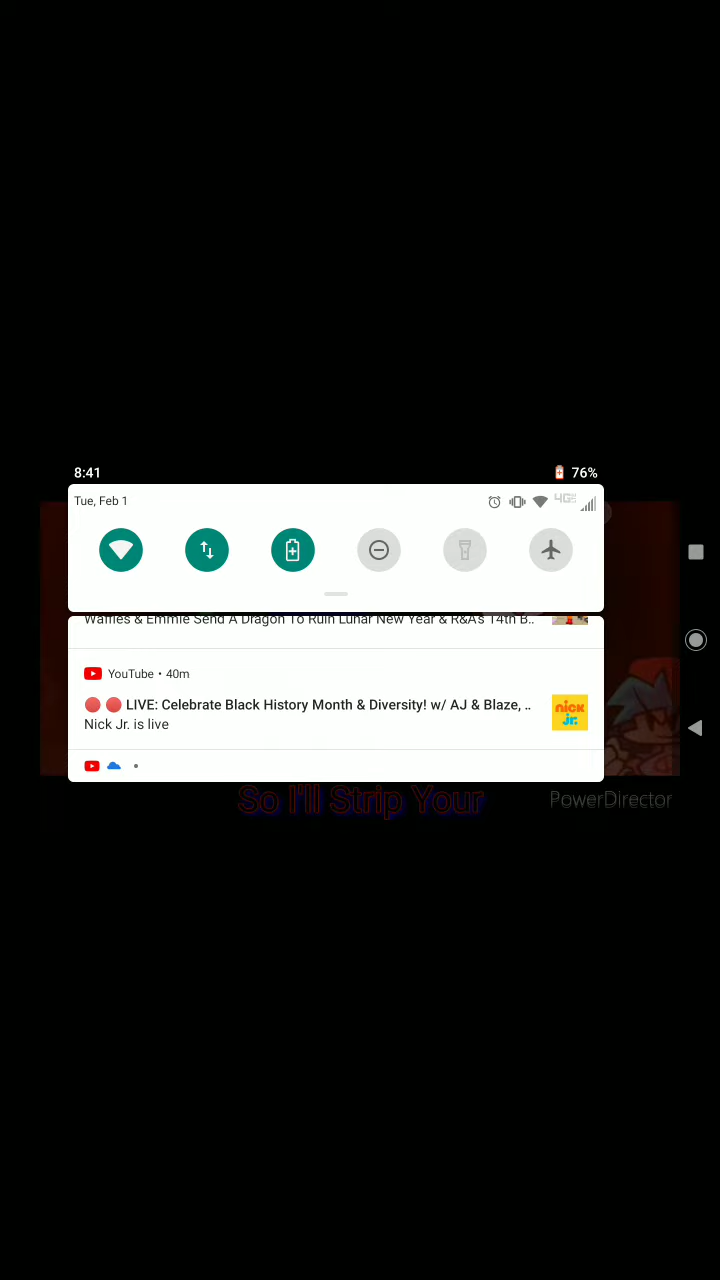 8:41
76%
Tue, Feb 1
4G
Waffles & Emmie Send A Dragon To Ruin Lunar New Year & R&A's 14th B..
YouTube • 40m
LIVE: Celebrate Black History Month & Diversity! w/ AJ & Blaze, ..
nick jr.
Nick Jr. is live
So I'll Strip Your
PowerDirector